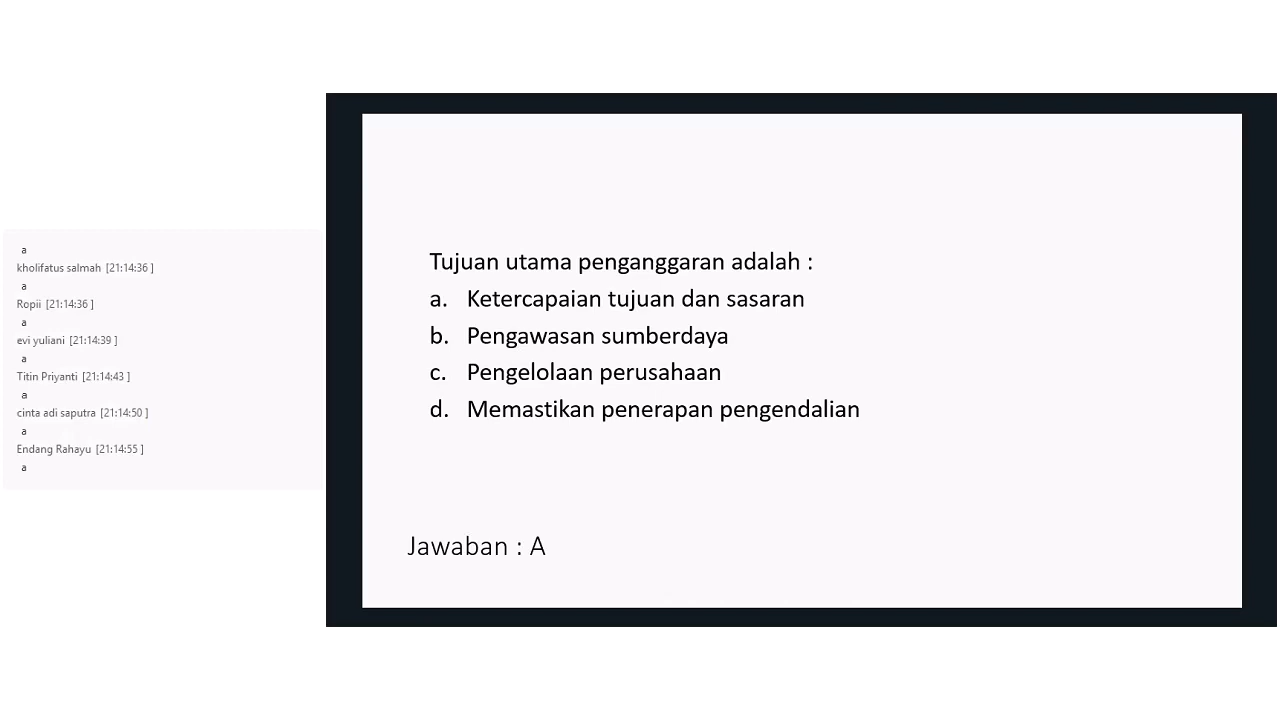 a
kholifatus salmah [21:14:36 ]
a
Ropii [21:14:36 ]
a
evi yuliani [21:14:39 ]
a
Titin Priyanti [21:14:43 ]
a
cinta adi saputra [21:14:50 ]
a
Endang Rahayu [21:14:55 ]
a
Tujuan utama penganggaran adalah :
a. Ketercapaian tujuan dan sasaran
b. Pengawasan sumberdaya
c. Pengelolaan perusahaan
d. Memastikan penerapan pengendalian
Jawaban : A